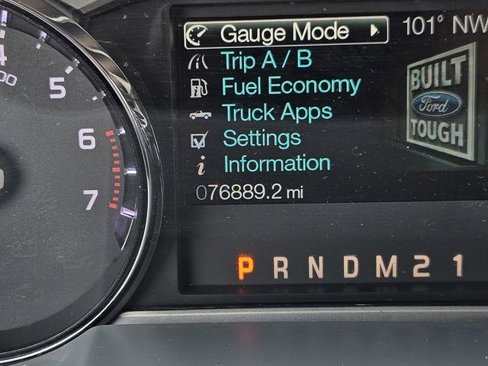 Gauge Mode
101° NW
Trip A / B
Fuel Economy
Truck Apps
Settings
i Information
076889.2 mi
BUILT
Ford
TOUGH
4
5
6
7
P R N D M 2 1